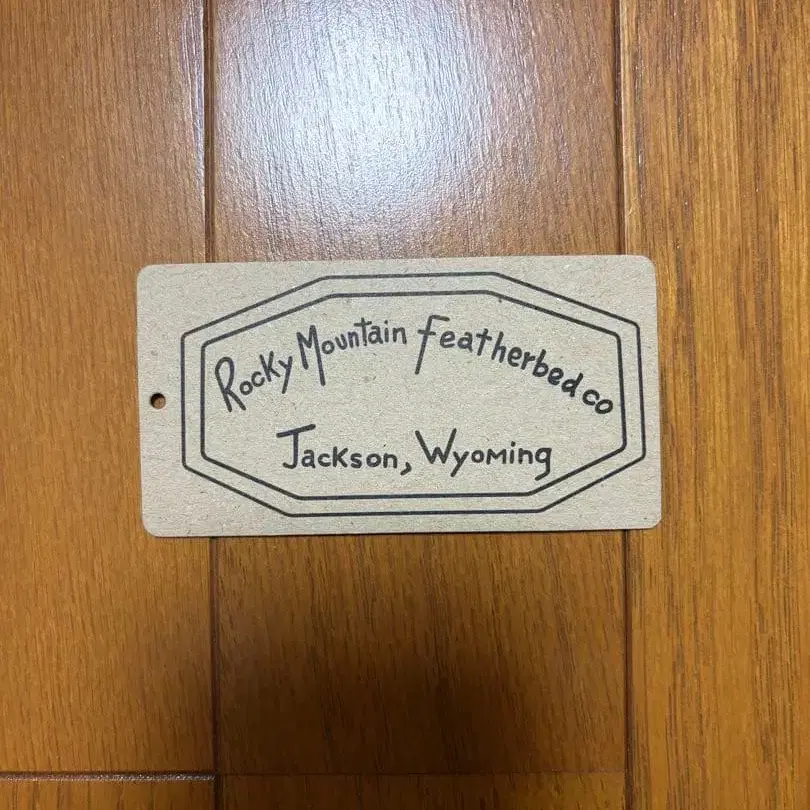 Rocky Mountain Featherbed co
Jackson, Wyoming